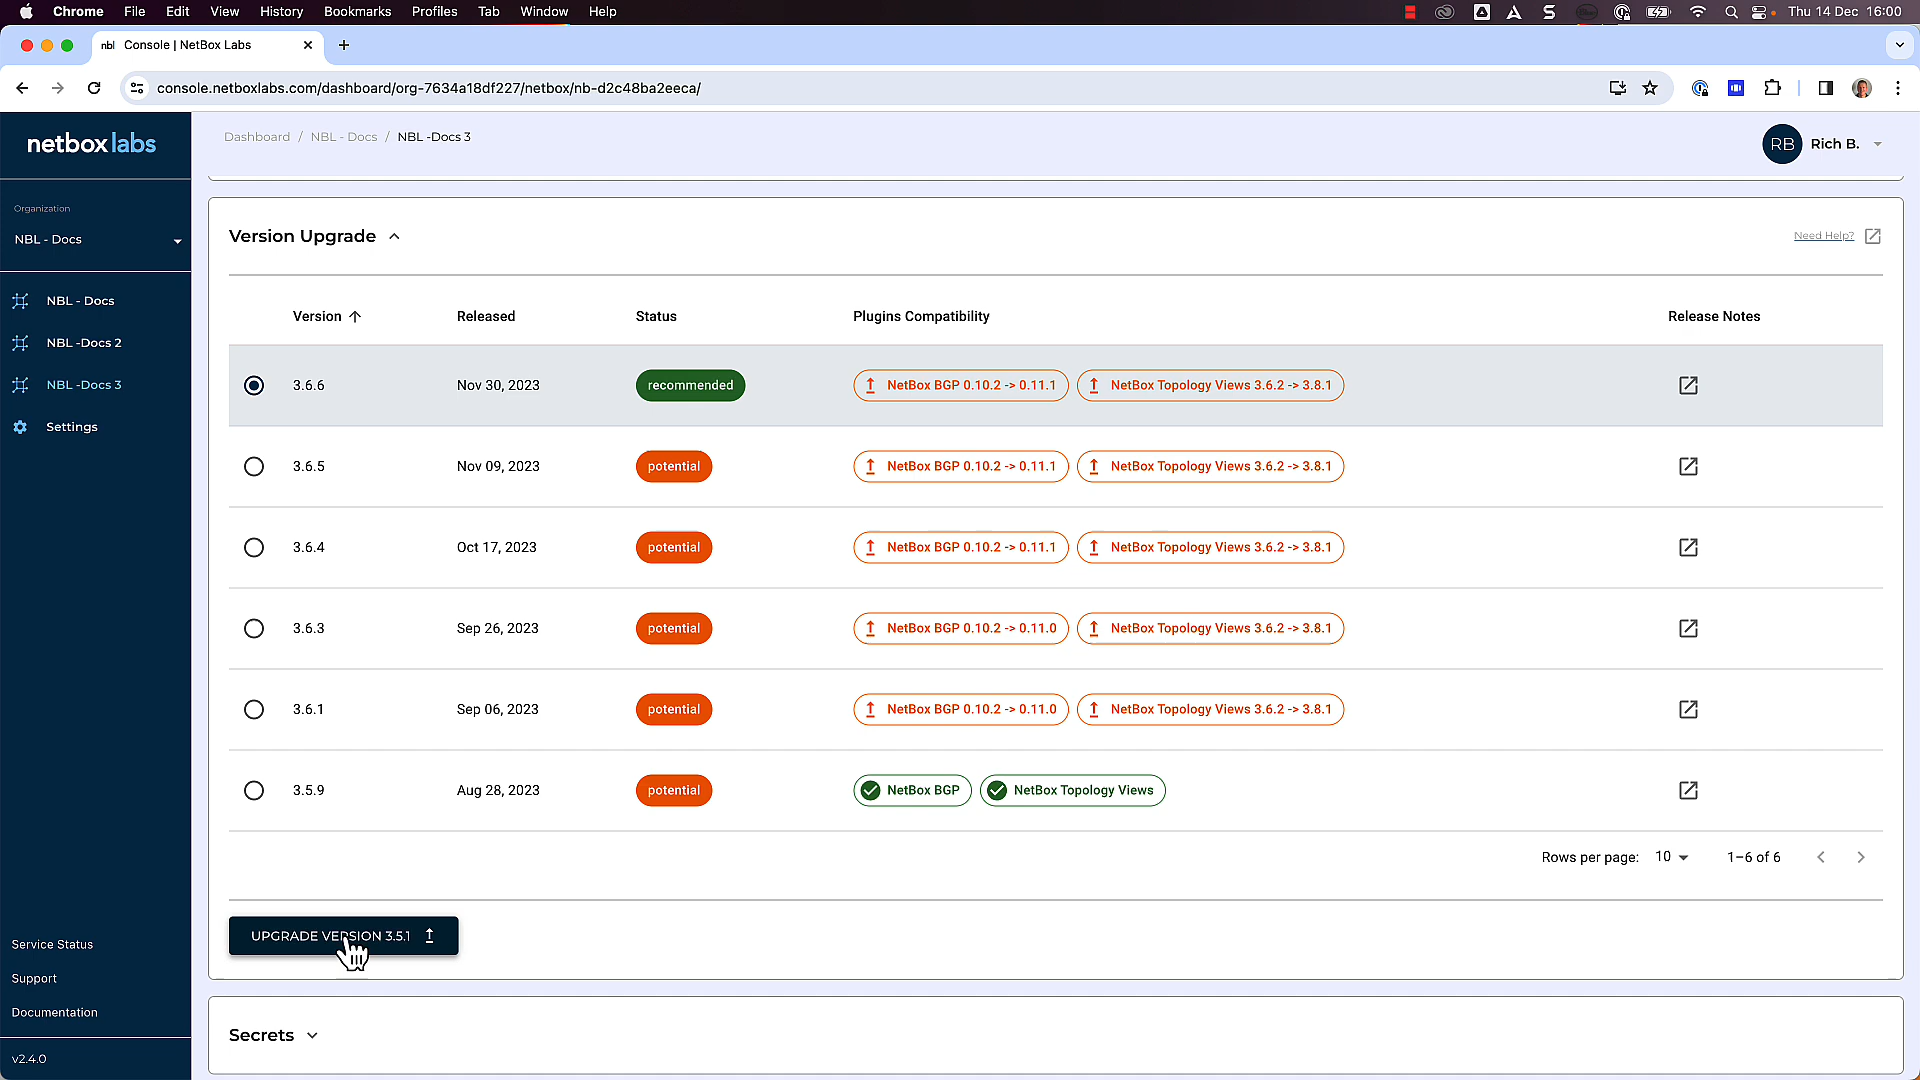 Chrome File Edit View History Bookmarks Profiles Tab Window Help
Thu 14 Dec 16:00
nbl Console | NetBox Labs
console.netboxlabs.com/dashboard/org-7634a18df227/netbox/nb-d2c48ba2eeca/
netbox labs
Dashboard / NBL - Docs / NBL -Docs 3
RB Rich B.
Organization
NBL - Docs
NBL - Docs
NBL -Docs 2
NBL -Docs 3
Settings
Version Upgrade
Need Help?
Version Released Status Plugins Compatibility Release Notes
3.6.6 Nov 30, 2023 recommended NetBox BGP 0.10.2 -> 0.11.1 NetBox Topology Views 3.6.2 -> 3.8.1
3.6.5 Nov 09, 2023 potential NetBox BGP 0.10.2 -> 0.11.1 NetBox Topology Views 3.6.2 -> 3.8.1
3.6.4 Oct 17, 2023 potential NetBox BGP 0.10.2 -> 0.11.1 NetBox Topology Views 3.6.2 -> 3.8.1
3.6.3 Sep 26, 2023 potential NetBox BGP 0.10.2 -> 0.11.0 NetBox Topology Views 3.6.2 -> 3.8.1
3.6.1 Sep 06, 2023 potential NetBox BGP 0.10.2 -> 0.11.0 NetBox Topology Views 3.6.2 -> 3.8.1
3.5.9 Aug 28, 2023 potential NetBox BGP NetBox Topology Views
Rows per page: 10 1–6 of 6
UPGRADE VERSION 3.5.1
Secrets
Service Status
Support
Documentation
v2.4.0